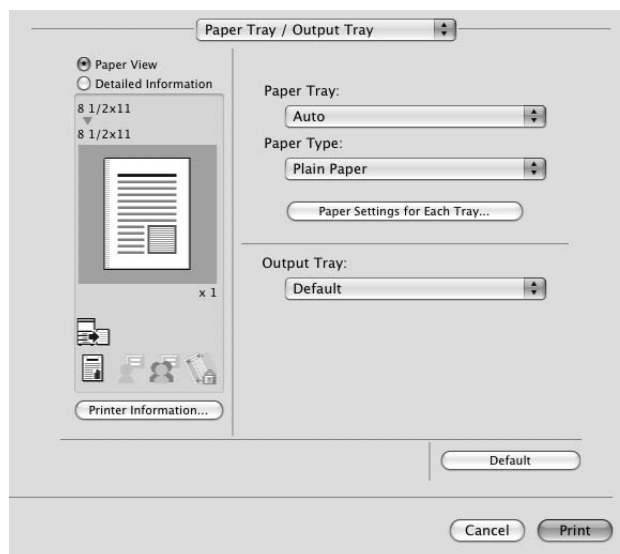 Paper Tray / Output Tray
Paper View
Detailed Information
8 1/2x11
8 1/2x11
x 1
Printer Information...
Paper Tray:
Auto
Paper Type:
Plain Paper
Paper Settings for Each Tray...
Output Tray:
Default
Default
Cancel
Print